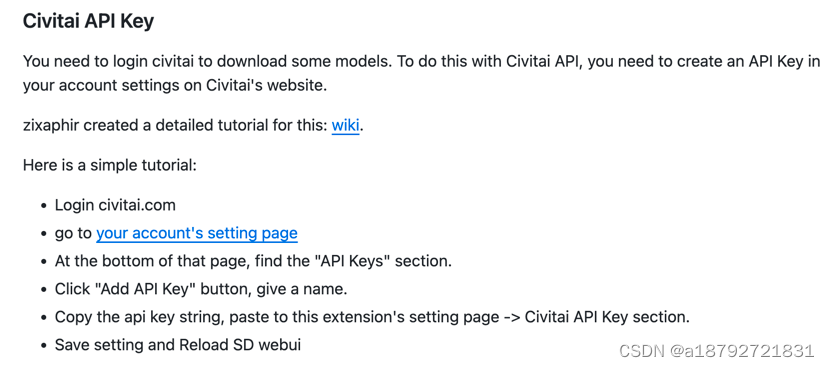 Civitai API Key
You need to login civitai to download some models. To do this with Civitai API, you need to create an API Key in
your account settings on Civitai's website.
zixaphir created a detailed tutorial for this: wiki.
Here is a simple tutorial:
• Login civitai.com
• go to your account's setting page
• At the bottom of that page, find the "API Keys" section.
• Click "Add API Key" button, give a name.
• Copy the api key string, paste to this extension's setting page -> Civitai API Key section.
• Save setting and Reload SD webui
CSDN @a18792721831